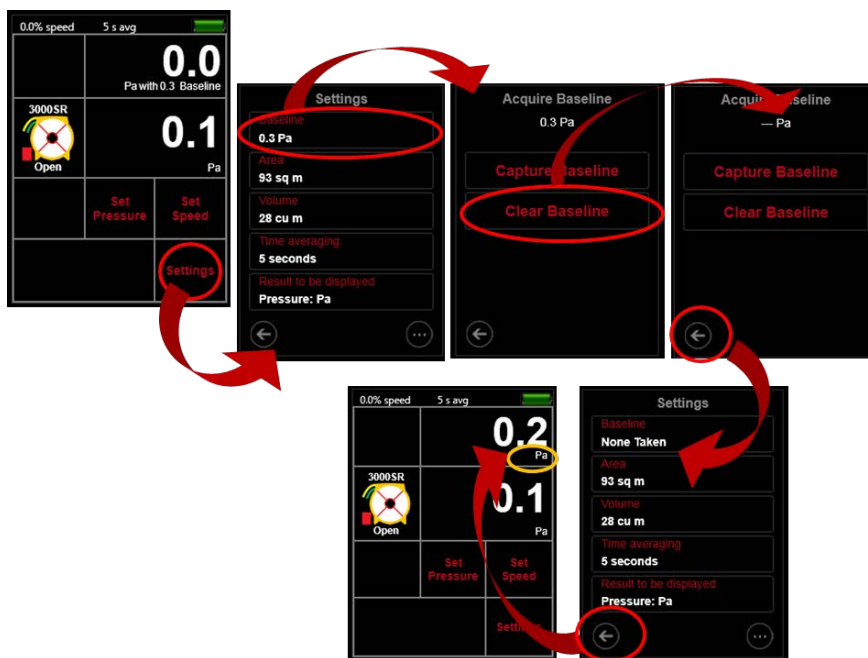 0.0% speed 5 s avg
0.0
Pa with 0.3 Baseline
3000SR
Open
0.1
Pa
Set Pressure
Set Speed
Settings
Settings
Baseline
0.3 Pa
Area
93 sq m
Volume
28 cu m
Time averaging
5 seconds
Result to be displayed
Pressure: Pa
Acquire Baseline
0.3 Pa
Capture Baseline
Clear Baseline
Acquire Baseline
--- Pa
Capture Baseline
Clear Baseline
0.0% speed 5 s avg
0.2
Pa
3000SR
Open
0.1
Pa
Set Pressure
Set Speed
Settings
Settings
Baseline
None Taken
Area
93 sq m
Volume
28 cu m
Time averaging
5 seconds
Result to be displayed
Pressure: Pa